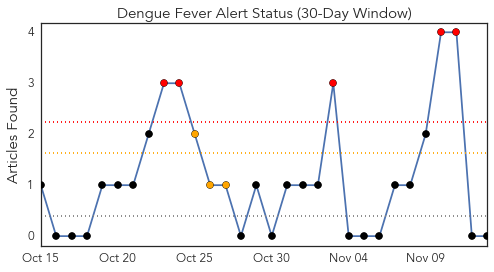 Dengue Fever Alert Status (30-Day Window)
Articles Found
4
3
2
1
0
Oct 15 Oct 20 Oct 25 Oct 30 Nov 04 Nov 09